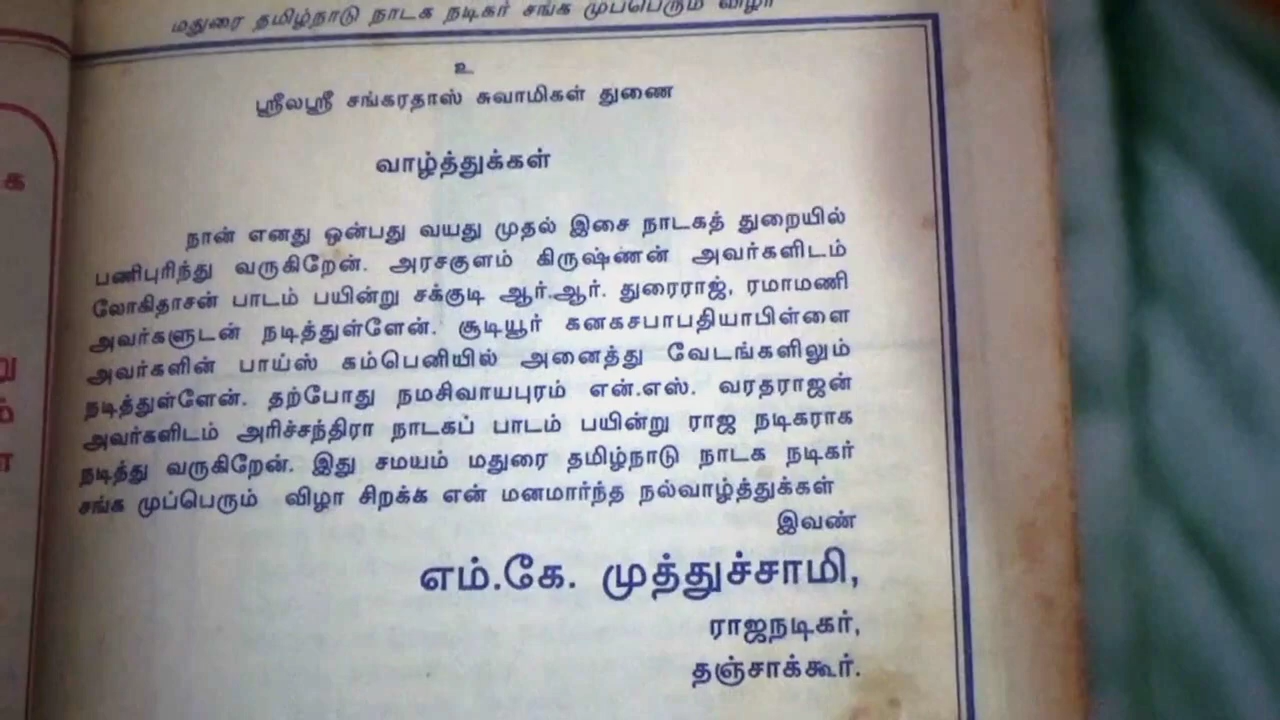 மதுரை தமிழ்நாடு நாடக நடிகர் சங்க முப்பெரும் விழா
உ
ஸ்ரீலஸ்ரீ சங்கரதாஸ் சுவாமிகள் துணை
வாழ்த்துக்கள்
நான் எனது ஒன்பது வயது முதல் இசை நாடகத் துறையில்
பணிபுரிந்து வருகிறேன். அரசகுளம் கிருஷ்ணன் அவர்களிடம்
லோகிதாசன் பாடம் பயின்று சக்குடி ஆர்.ஆர். துரைராஜ், ரமாமணி
அவர்களுடன் நடித்துள்ளேன். சூடியூர் கனகசபாபதியாபிள்ளை
அவர்களின் பாய்ஸ் கம்பெனியில் அனைத்து வேடங்களிலும்
நடித்துள்ளேன். தற்போது நமசிவாயபுரம் என்.எஸ். வரதராஜன்
அவர்களிடம் அரிச்சந்திரா நாடகப் பாடம் பயின்று ராஜ நடிகராக
நடித்து வருகிறேன். இது சமயம் மதுரை தமிழ்நாடு நாடக நடிகர்
சங்க முப்பெரும் விழா சிறக்க என் மனமார்ந்த நல்வாழ்த்துக்கள்
இவண்
எம்.கே. முத்துச்சாமி,
ராஜநடிகர்,
தஞ்சாக்கூர்.